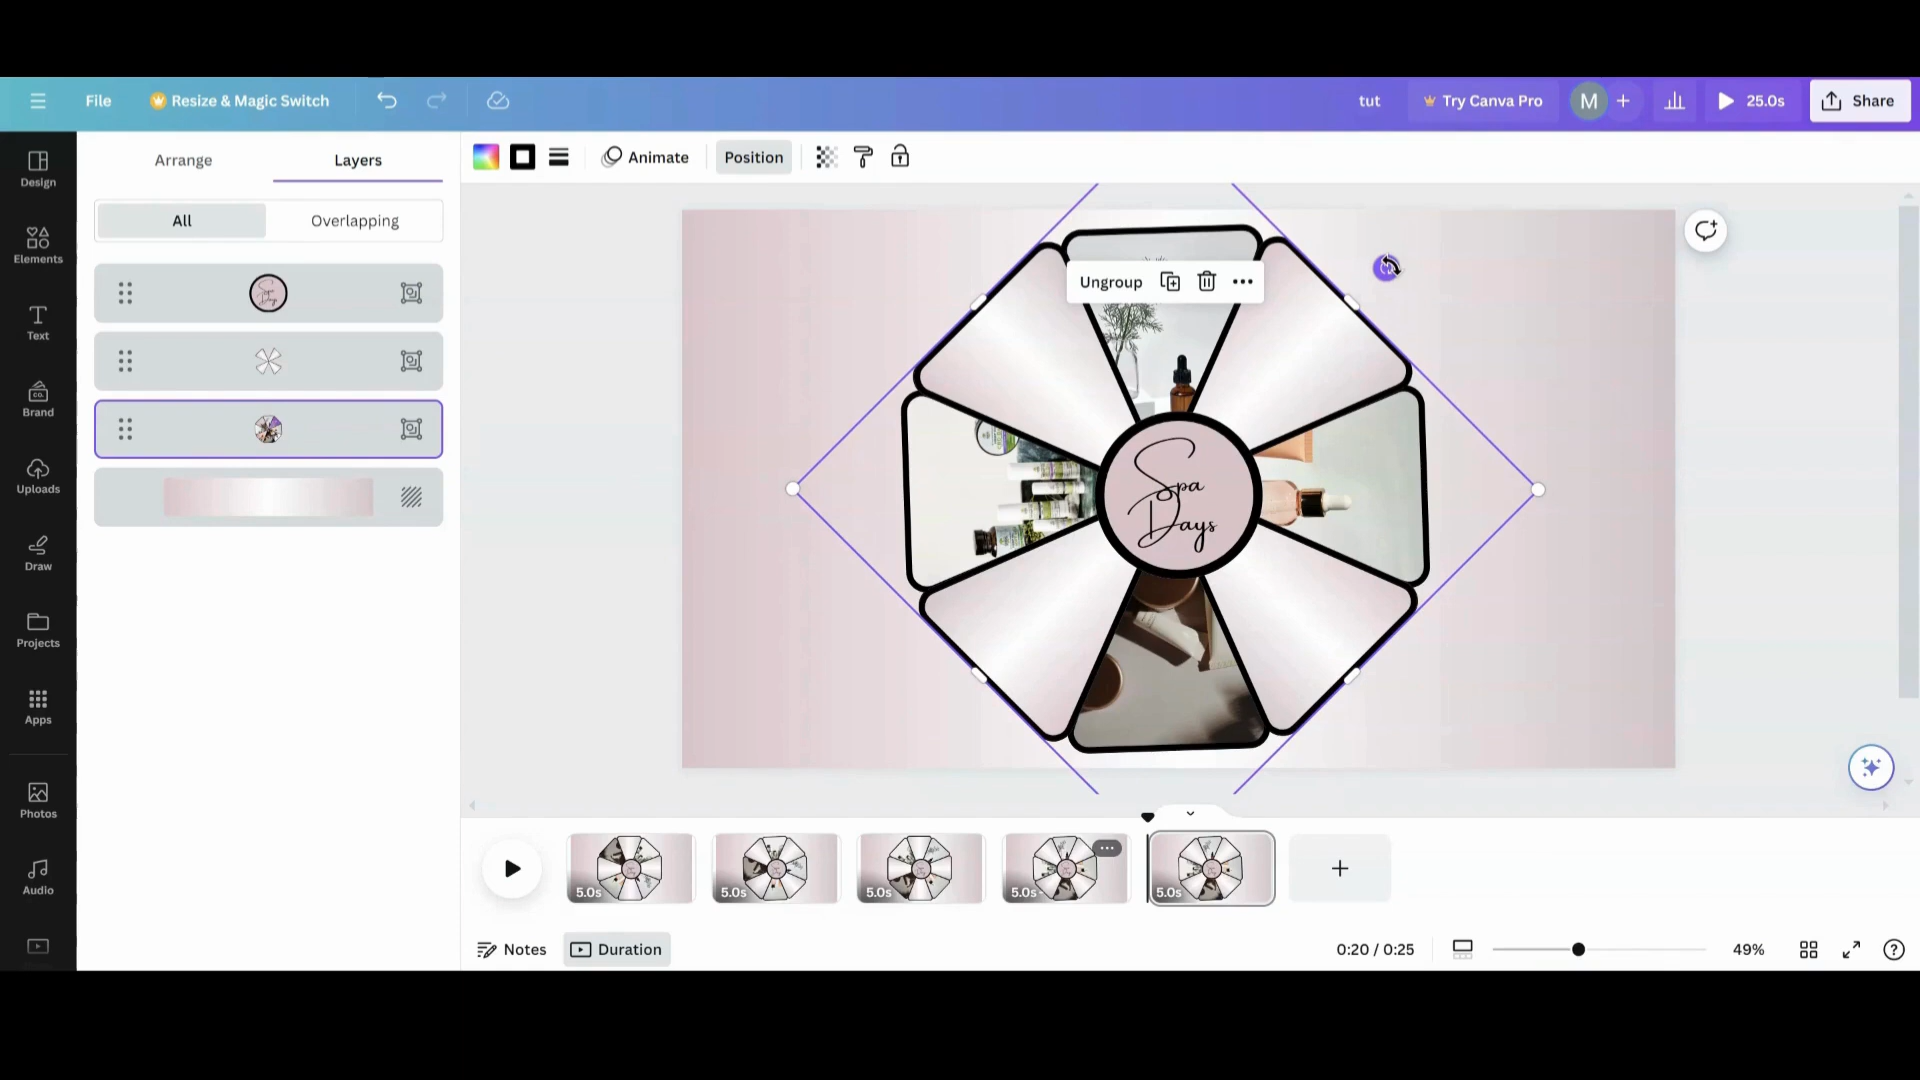 File
Resize & Magic Switch
tut
Try Canva Pro
M
25.0s
Share
Design
Elements
Text
Brand
Uploads
Draw
Projects
Apps
Photos
Audio
Arrange
Layers
All
Overlapping
Spa
Days
Animate
Position
Ungroup
Spa
Days
5.0s
5.0s
5.0s
5.0s
5.0s
Notes
Duration
0:20 / 0:25
49%